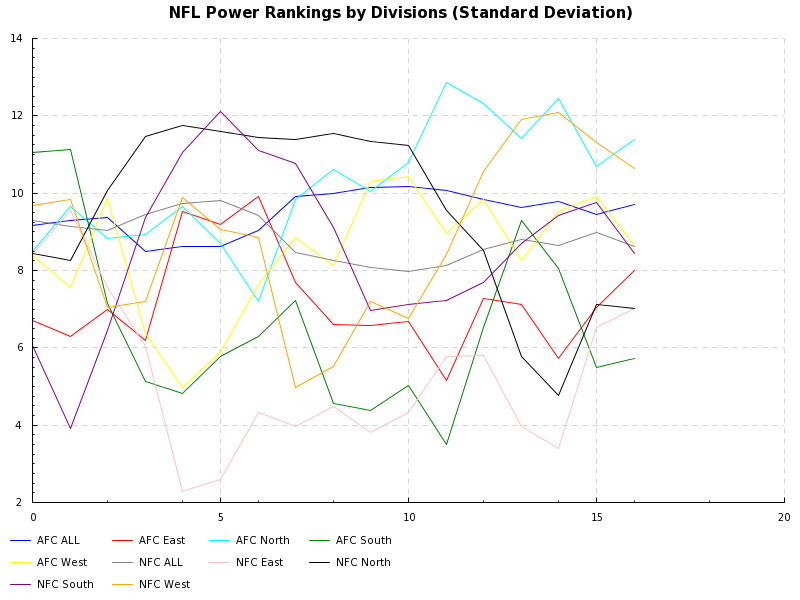 NFL Power Rankings by Divisions (Standard Deviation)
14
12
10
8
6
4
2
0 5 10 15 20
AFC ALL AFC East AFC North AFC South
AFC West NFC ALL NFC East NFC North
NFC South NFC West